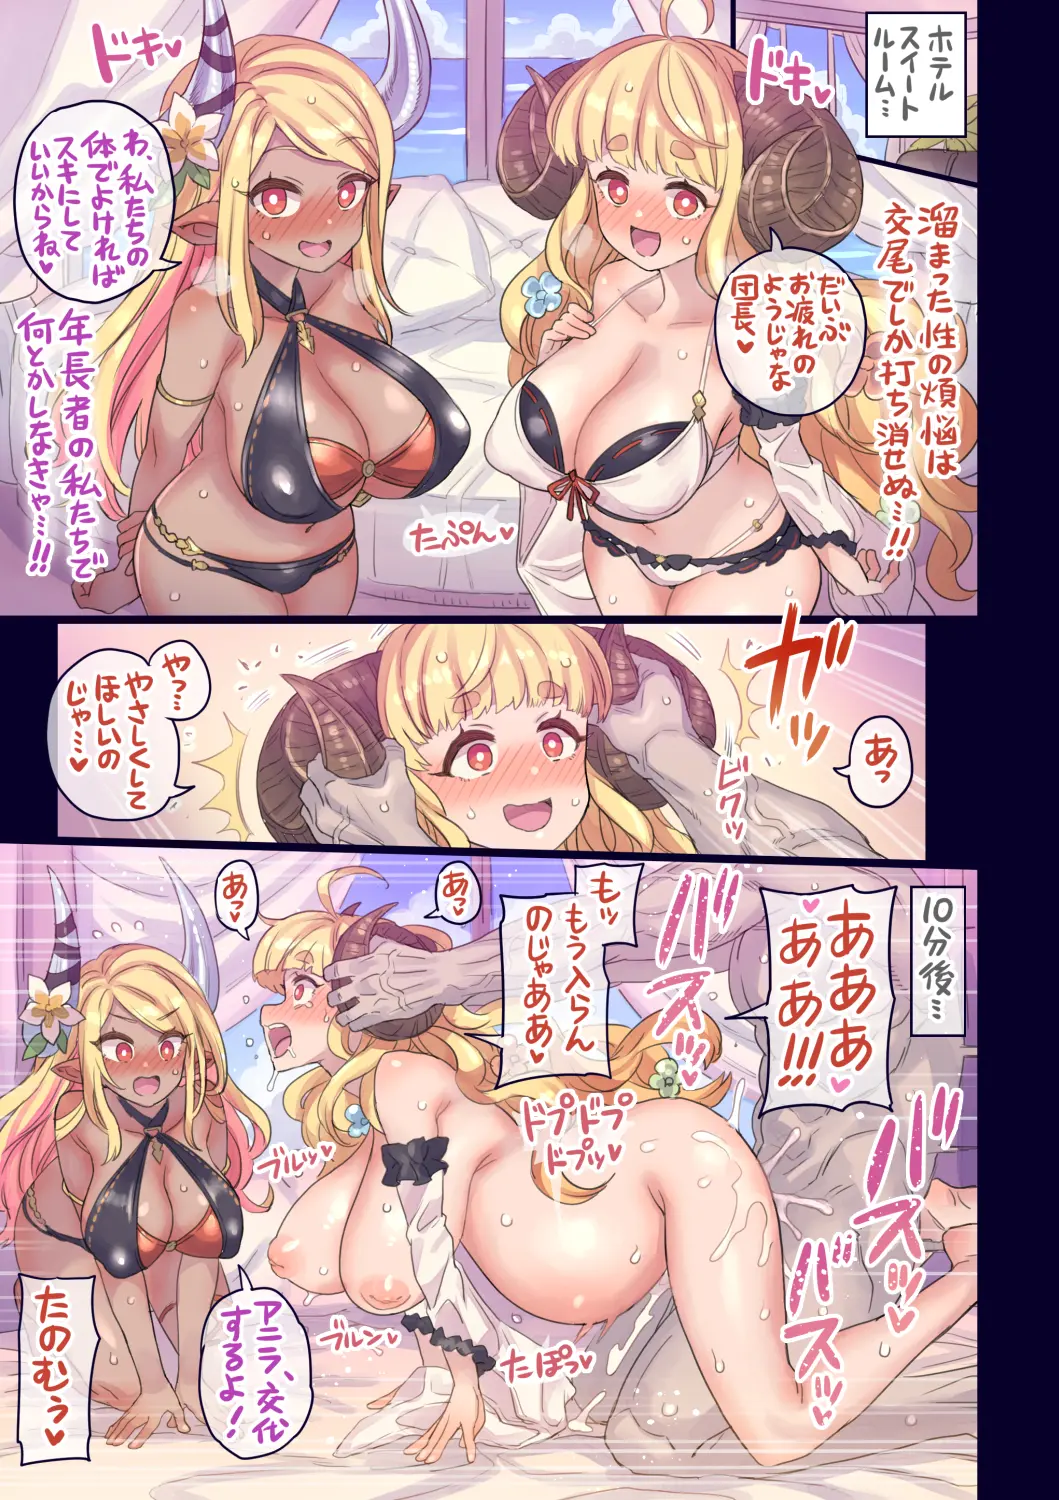 ホテル
スイート
ルーム…
ドキ♥
ドキ♥
溜まった性の煩悩は
交尾でしか打ち消せぬ…!!
だいぶ
お疲れの
ようじゃな
団長♥
わ、私たちの
体でよければ
スキにして
いいからね♥
年長者の私たちで
何とかしなきゃ…!!
たぷん♥
ガッ
あっ
ビクッ
やっ…
やさしくして
ほしいの
じゃ…♥
10分後…
あああ♥
♥ああ!!!
バスッ♥
もッ
もう入らん
のじゃああ♥
あっ♥
あっ♥
ドプドプ
ドプッ♥
バスッ♥
バスッ♥
ブルッ♥
ブルン♥
たぽっ♥
アニラ、交代
するよ！
たのむぅ♥